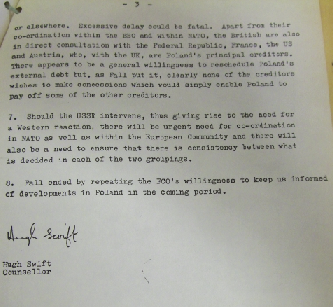 - 3 -
or elsewhere. Excessive delay could be fatal. Apart from their
co-ordination within the EEC and within NATO, the British are also
in direct consultation with the Federal Republic, France, the US
and Austria, who, with the UK, are Poland's principal creditors.
There appears to be a general willingness to reschedule Poland's
external debt but, as Fall put it, clearly none of the creditors
wishes to make concessions which would simply enable Poland to
pay off some of the other creditors.
7. Should the USSR intervene, thus giving rise to the need for
a Western reaction, there will be urgent need for co-ordination
in NATO as well as within the European Community and there will
also be a need to ensure that there is consistency between what
is decided in each of the two groupings.
8. Fall ended by repeating the FCO's willingness to keep us informed
of developments in Poland in the coming period.
Hugh Swift
Hugh Swift
Counsellor